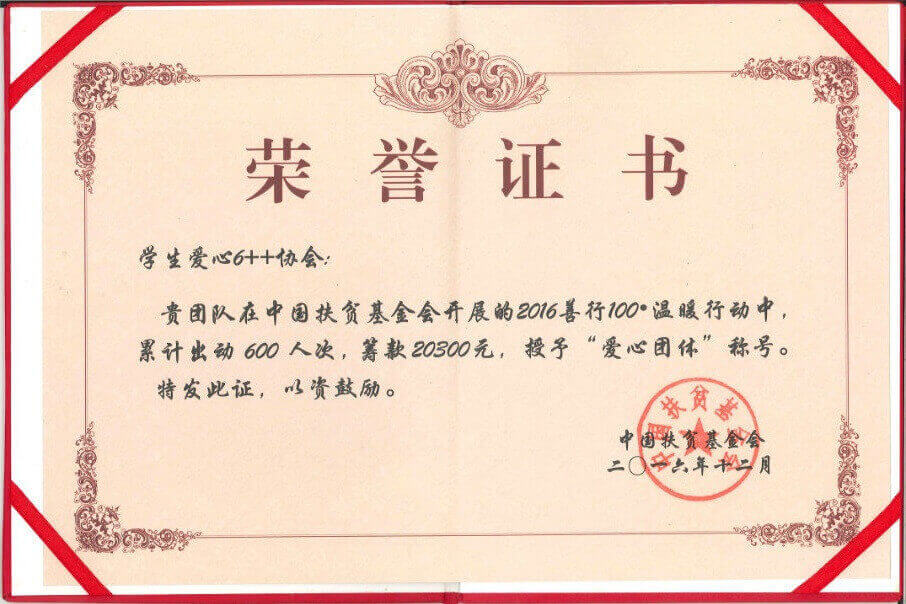 荣誉证书
学生爱心6++协会：
贵团队在中国扶贫基金会开展的2016善行100°温暖行动中，
累计出动 600 人次，筹款20300元，授予“爱心团体”称号。
特发此证，以资鼓励。
中国扶贫基金会
二〇一六年十二月
中国扶贫基金会